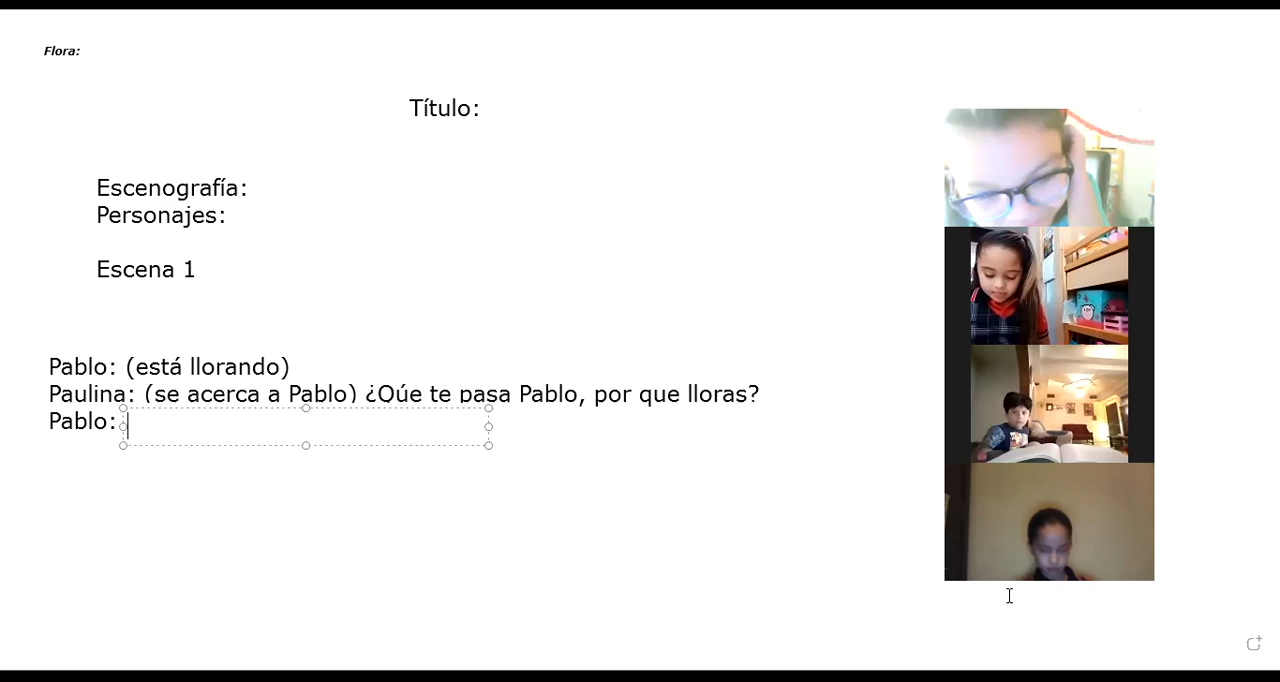 Flora:
Título:
Escenografía:
Personajes:
Escena 1
Pablo: (está llorando)
Paulina: (se acerca a Pablo) ¿Qúe te pasa Pablo, por que lloras?
Pablo: